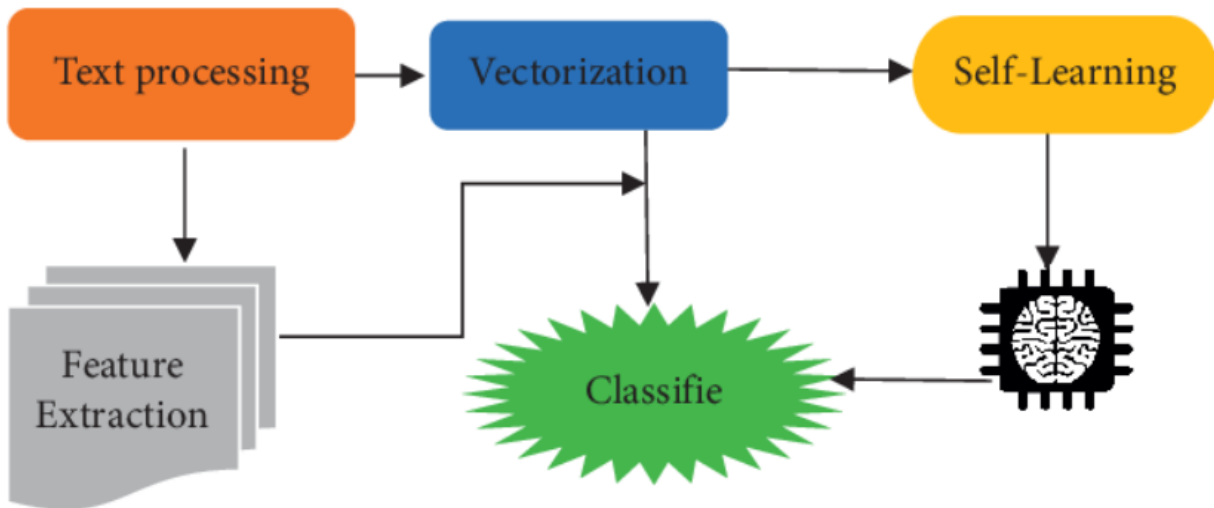 Text processing
Vectorization
Self-Learning
Feature
Extraction
Classifie